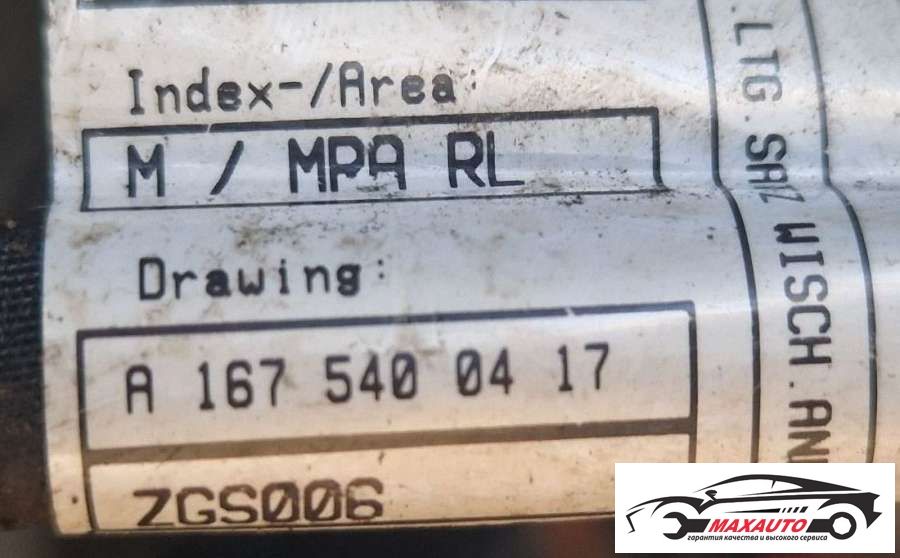 Index-/Area:
M / MPA RL
Drawing:
A 167 540 04 17
ZGS006
LTG. SATZ WISCH. AN
MAXAUTO
гарантия качества и высокого сервиса